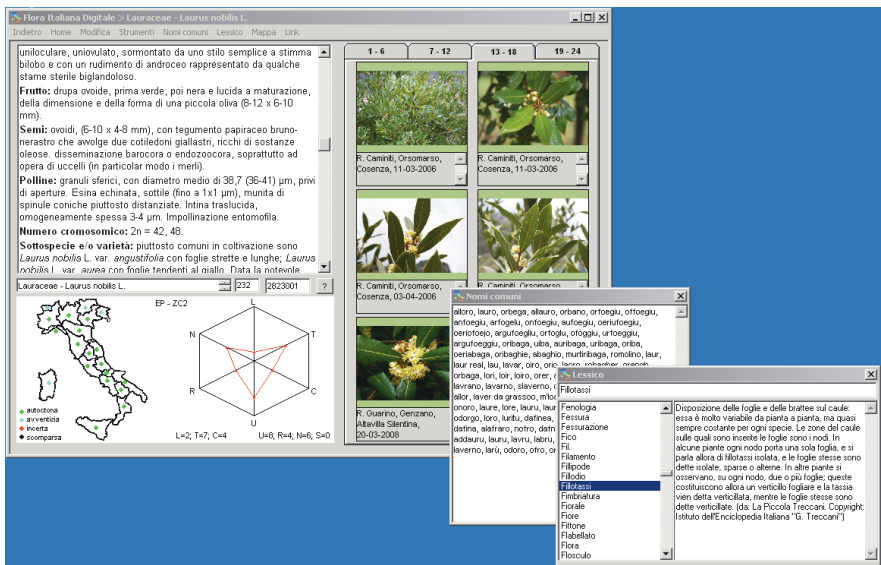 Flora Italiana Digitale > Lauraceae - Laurus nobilis L.
Indietro Home Modifica Strumenti Nomi comuni Lessico Mappa Link
uniloculare, uniovulato, sormontato da uno stilo semplice a stimma
bilobo e con un rudimento di androceo rappresentato da qualche
stame sterile biglandoloso.
Frutto: drupa ovoide, prima verde, poi nera e lucida a maturazione,
della dimensione e della forma di una piccola oliva (8-12 x 6-10
mm).
Semi: ovoidi, (6-10 x 4-8 mm), con tegumento papiraceo bruno-
nerastro che avvolge due cotiledoni giallastri, ricchi di sostanze
oleose. disseminazione barocora o endozoocora, soprattutto ad
opera di uccelli (in particolar modo i merli).
Polline: granuli sferici, con diametro medio di 38,7 (36-41) µm, privi
di aperture. Esina echinata, sottile (fino a 1x1 µm), munita di
spinule coniche piuttosto distanziate. Intina traslucida,
omogeneamente spessa 3-4 µm. Impollinazione entomofila.
Numero cromosomico: 2n = 42, 48.
Sottospecie e/o varietà: piuttosto comuni in coltivazione sono
Laurus nobilis L. var. angustifolia con foglie strette e lunghe; Laurus
nobilis L. var. aurea con foglie tendenti al giallo. Data la notevole
Lauraceae - Laurus nobilis L. 232 2823001 ?
autoctona
avventizia
incerta
scomparsa
EP - ZC2
L
N T
R C
U
L=2; T=7; C=4 U=8; R=4; N=6; S=0
1 - 6 7 - 12 13 - 18 19 - 24
R. Caminiti, Orsomarso,
Cosenza, 11-03-2006
R. Caminiti, Orsomarso,
Cosenza, 11-03-2006
R. Caminiti, Orsomarso,
Cosenza, 03-04-2006
R. Guarino, Genzano,
Altavilla Silentina,
20-03-2008
Nomi comuni
alloro, lauro, orbega, allauro, orbano, ortoegiu, offoegiu,
antoegiu, artogelu, onfoegiu, aufoegiu, oeriufoegiu,
oeriofoejo, argufoegliu, ortoglu, ofoggiu, urfoeggiu,
argufoeggiu, oribaga, uiba, auribaga, uribaga, oriba,
oeriabaga, oribaghie, abaghio, murtiribaga, romolino, laur,
laur real, lau, lavar, oiro,
orbaga, lori, loir, loiro, orer,
lavrano, lavarno, slaverno,
allor, laver da grassoo,
onoro, laure, lore, lauru,
odorgo, loro, luritu, dafinea,
dafina, alafraro, nofro,
addauru, lauru, lavru, labru,
laverno, larù, odoro, ofro,
Lessico
Fillotassi
Fenologia
Fessura
Fessurazione
Fico
Fil.
Filamento
Fillipode
Fillodio
Fillotassi
Fimbriatura
Fiorale
Fiore
Fittone
Flabellato
Flora
Flosculo
Disposizione delle foglie e delle brattee sul caule:
essa è molto variabile da pianta a pianta, ma quasi
sempre costante per ogni specie. Le zone del caule
sulle quali sono inserite le foglie sono i nodi. In
alcune piante ogni nodo porta una sola foglia, e si
parla allora di fillotassi isolata, e le foglie stesse sono
dette isolate, sparse o alterne. In altre piante si
osservano, su ogni nodo, due o più foglie; queste
costituiscono allora un verticillo fogliare e la tassia
vien detta verticillata, mentre le foglie stesse sono
dette verticillate. (da: La Piccola Treccani. Copyright:
Istituto dell'Enciclopedia Italiana "G. Treccani")